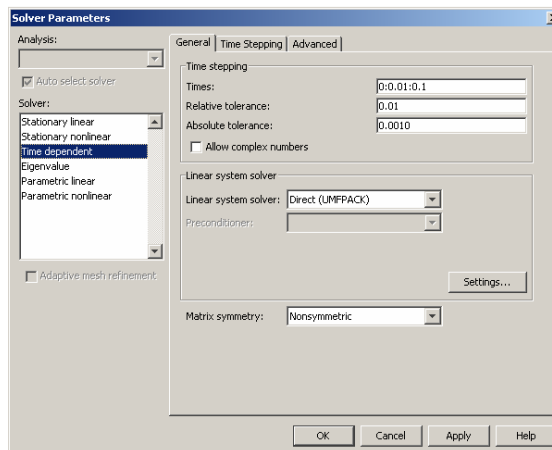 Solver Parameters
Analysis:
Auto select solver
Solver:
Stationary linear
Stationary nonlinear
Time dependent
Eigenvalue
Parametric linear
Parametric nonlinear
Adaptive mesh refinement
General Time Stepping Advanced
Time stepping
Times: 0:0.01:0.1
Relative tolerance: 0.01
Absolute tolerance: 0.0010
Allow complex numbers
Linear system solver
Linear system solver: Direct (UMFPACK)
Preconditioner:
Settings...
Matrix symmetry: Nonsymmetric
OK Cancel Apply Help